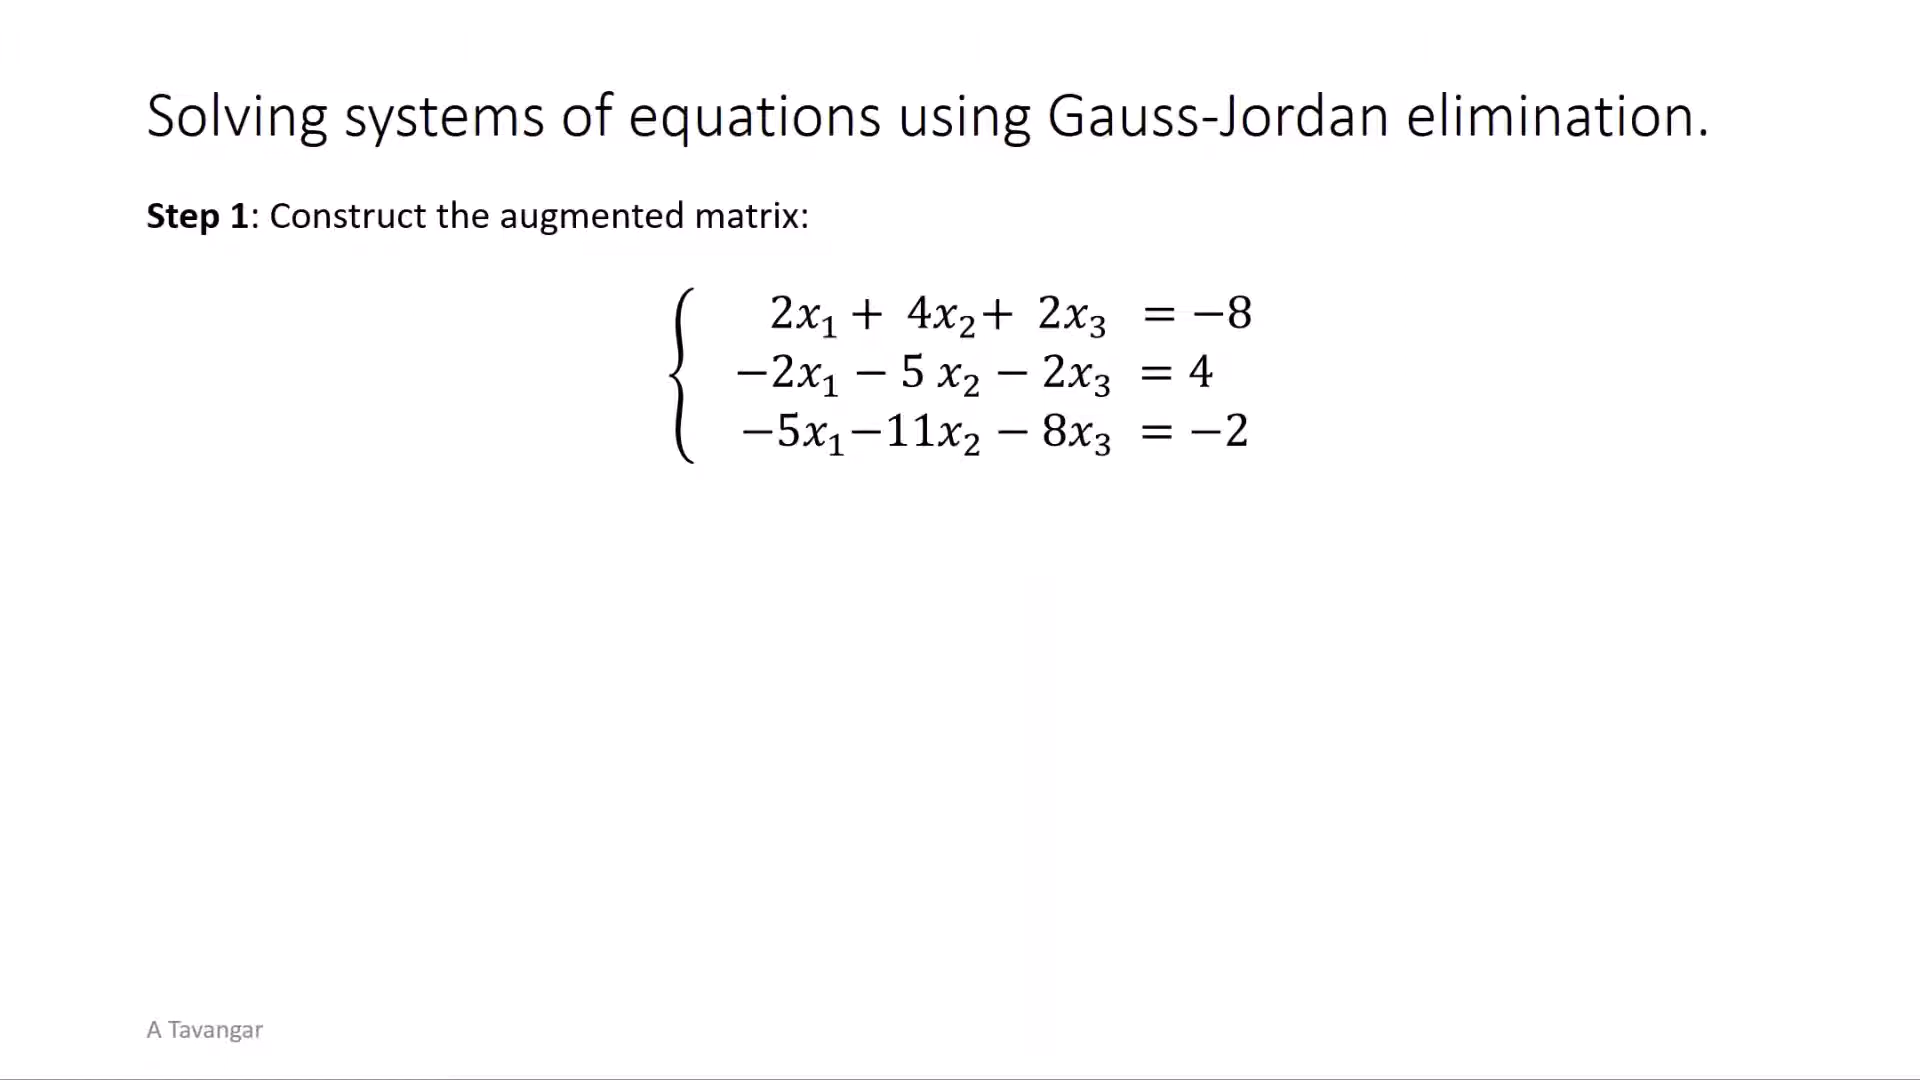 Solving systems of equations using Gauss-Jordan elimination.
Step 1: Construct the augmented matrix:
2x₁ + 4x₂+ 2x₃ = −8
−2x₁ − 5 x₂ − 2x₃ = 4
−5x₁−11x₂ − 8x₃ = −2
A Tavangar